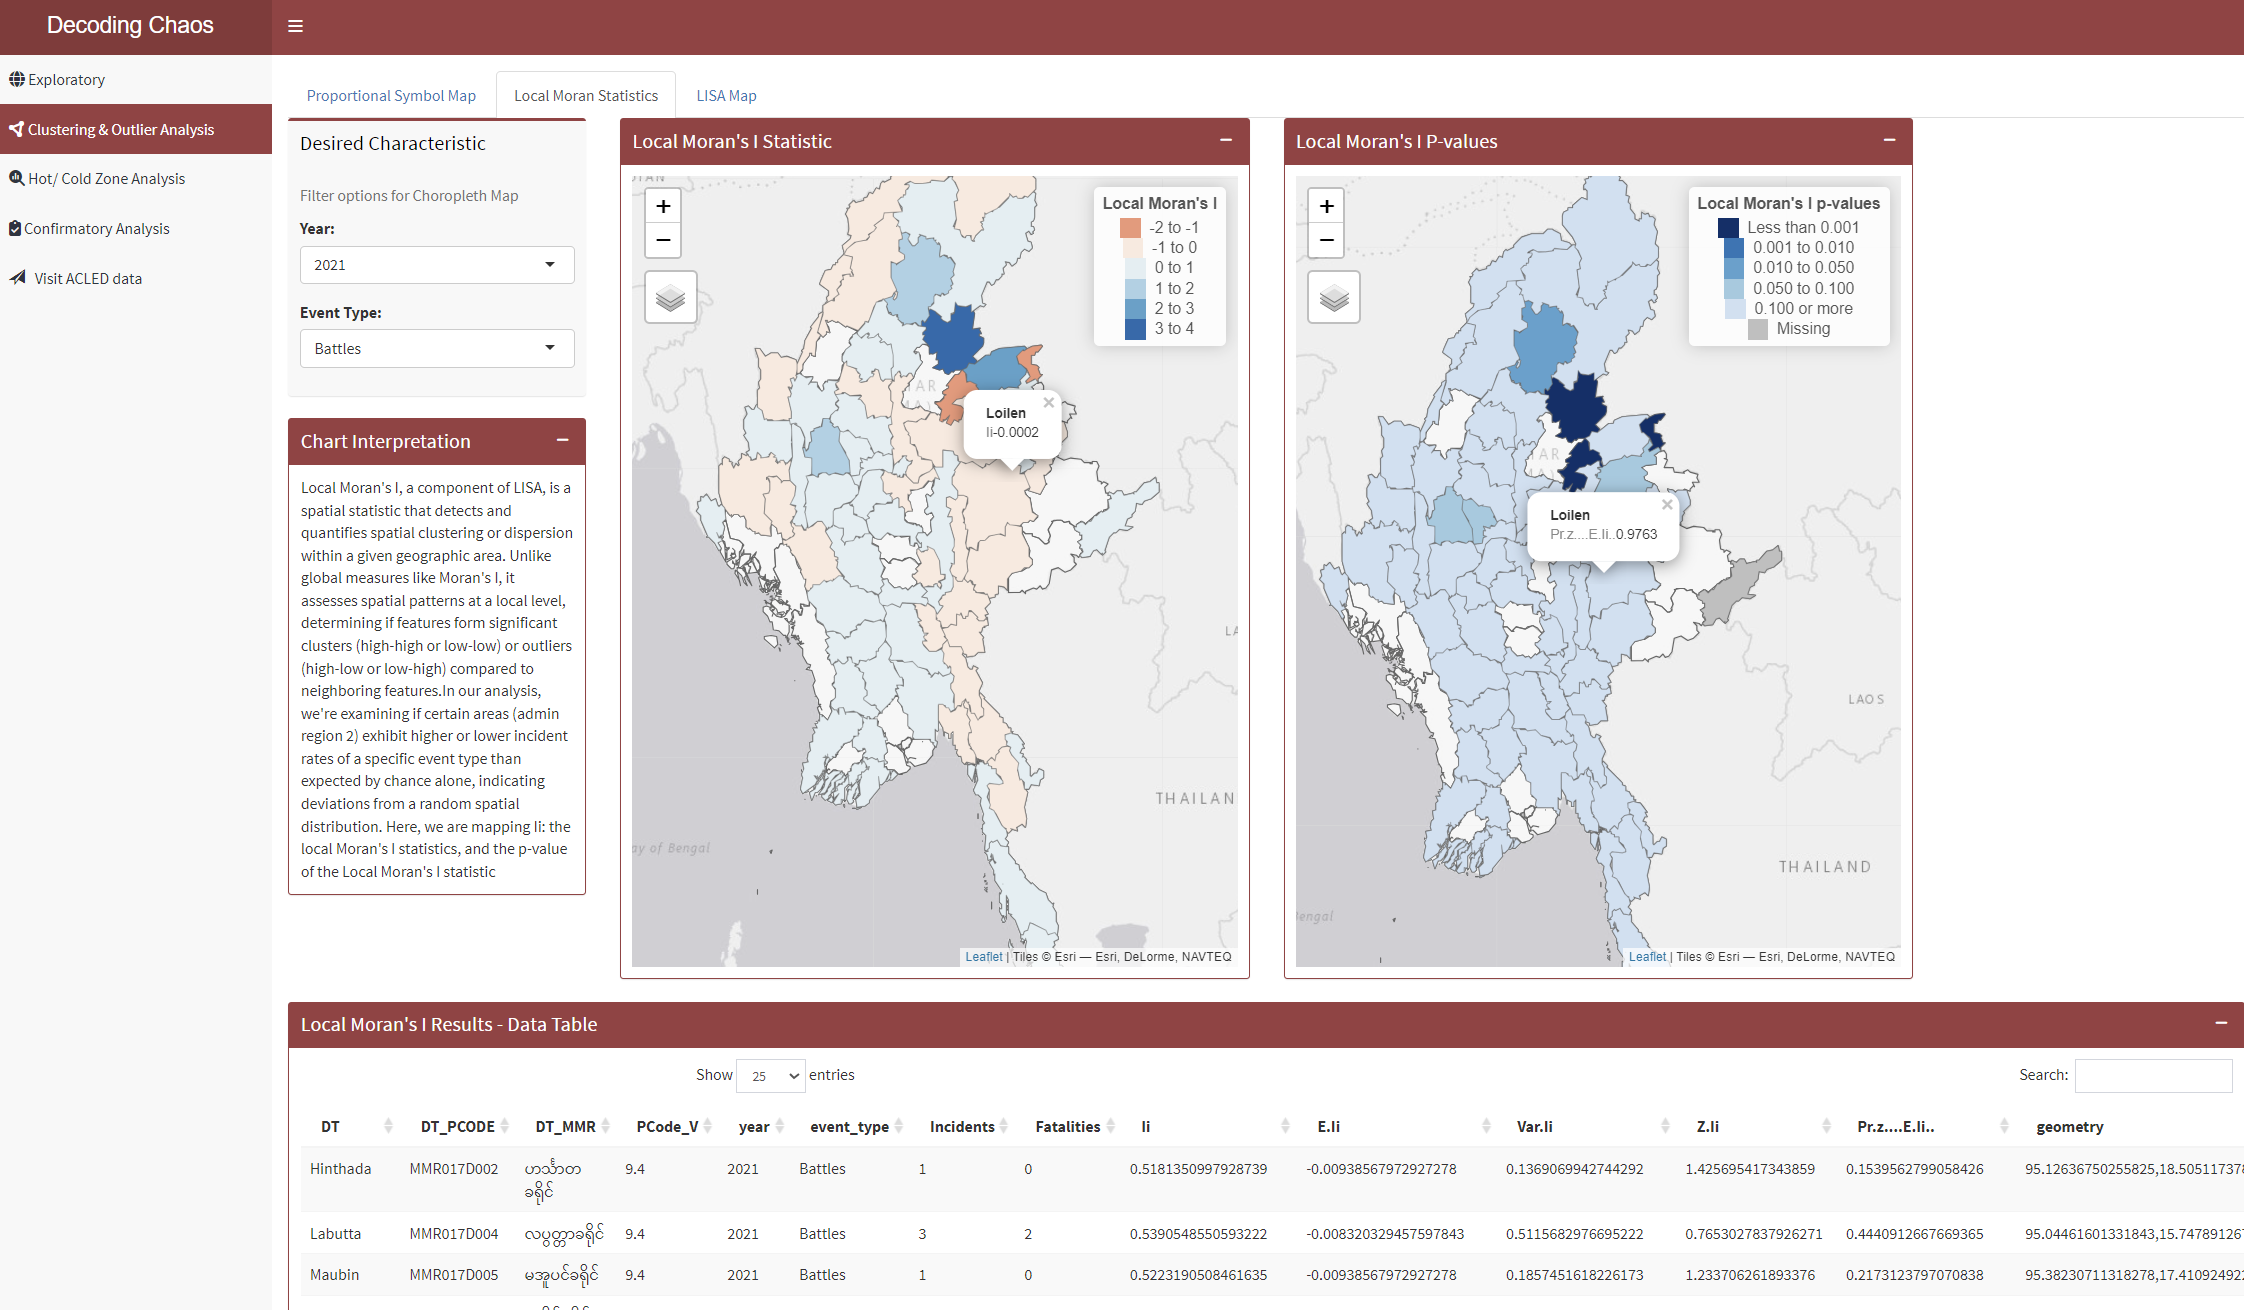 Decoding Chaos
Exploratory
Clustering & Outlier Analysis
Hot/ Cold Zone Analysis
Confirmatory Analysis
Visit ACLED data
Proportional Symbol Map
Local Moran Statistics
LISA Map
Desired Characteristic
Filter options for Choropleth Map
Year:
2021
Event Type:
Battles
Chart Interpretation
Local Moran's I, a component of LISA, is a
spatial statistic that detects and
quantifies spatial clustering or dispersion
within a given geographic area. Unlike
global measures like Moran's I, it
assesses spatial patterns at a local level,
determining if features form significant
clusters (high-high or low-low) or outliers
(high-low or low-high) compared to
neighboring features.In our analysis,
we're examining if certain areas (admin
region 2) exhibit higher or lower incident
rates of a specific event type than
expected by chance alone, indicating
deviations from a random spatial
distribution. Here, we are mapping Ii: the
local Moran's I statistics, and the p-value
of the Local Moran's I statistic
Local Moran's I Statistic
+
−
Local Moran's I
-2 to -1
-1 to 0
0 to 1
1 to 2
2 to 3
3 to 4
Loilen
×
Ii-0.0002
THAILAN
ay of Bengal
Leaflet | Tiles © Esri — Esri, DeLorme, NAVTEQ
Local Moran's I P-values
+
−
Local Moran's I p-values
Less than 0.001
0.001 to 0.010
0.010 to 0.050
0.050 to 0.100
0.100 or more
Missing
Loilen
×
Pr.z....E.Ii..0.9763
LAOS
THAILAND
Bengal
Leaflet | Tiles © Esri — Esri, DeLorme, NAVTEQ
Local Moran's I Results - Data Table
Show 25 entries
Search:
DT DT_PCODE DT_MMR PCode_V year event_type Incidents Fatalities Ii E.Ii Var.Ii Z.Ii Pr.z....E.Ii.. geometry
Hinthada MMR017D002 ဟင်္သာတ ခရိုင် 9.4 2021 Battles 1 0 0.5181350997928739 -0.00938567972927278 0.1369069942744292 1.425695417343859 0.1539562799058426 95.12636750255825,18.505117378
Labutta MMR017D004 လပွတ္တာခရိုင် 9.4 2021 Battles 3 2 0.5390548550593222 -0.008320329457597843 0.5115682976695222 0.7653027837926271 0.4440912667669365 95.04461601331843,15.74789126
Maubin MMR017D005 မအူပင်ခရိုင် 9.4 2021 Battles 1 0 0.5223190508461635 -0.00938567972927278 0.1857451618226173 1.233706261893376 0.2173123797070838 95.38230711318278,17.41092492